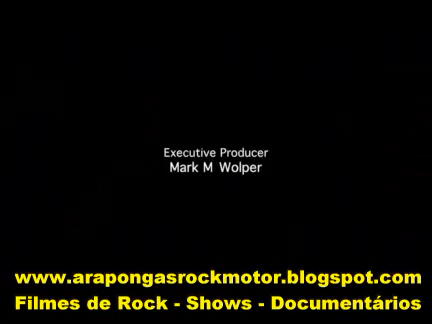 Executive Producer
Mark M Wolper
www.arapongasrockmotor.blogspot.com
Filmes de Rock - Shows - Documentários